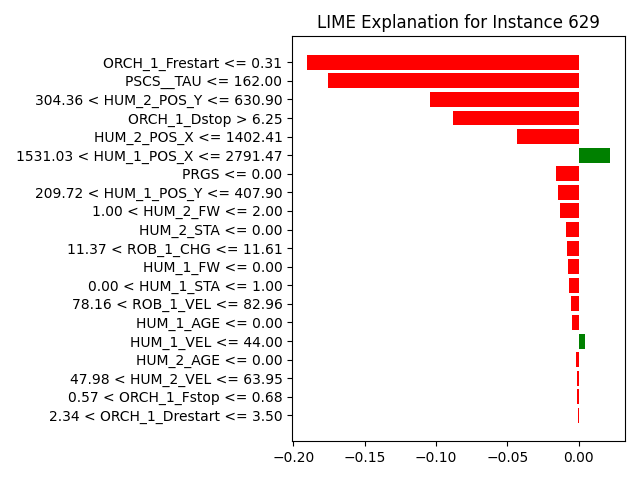 LIME Explanation for Instance 629
ORCH_1_Frestart <= 0.31
PSCS__TAU <= 162.00
304.36 < HUM_2_POS_Y <= 630.90
ORCH_1_Dstop > 6.25
HUM_2_POS_X <= 1402.41
1531.03 < HUM_1_POS_X <= 2791.47
PRGS <= 0.00
209.72 < HUM_1_POS_Y <= 407.90
1.00 < HUM_2_FW <= 2.00
HUM_2_STA <= 0.00
11.37 < ROB_1_CHG <= 11.61
HUM_1_FW <= 0.00
0.00 < HUM_1_STA <= 1.00
78.16 < ROB_1_VEL <= 82.96
HUM_1_AGE <= 0.00
HUM_1_VEL <= 44.00
HUM_2_AGE <= 0.00
47.98 < HUM_2_VEL <= 63.95
0.57 < ORCH_1_Fstop <= 0.68
2.34 < ORCH_1_Drestart <= 3.50
−0.20 −0.15 −0.10 −0.05 0.00